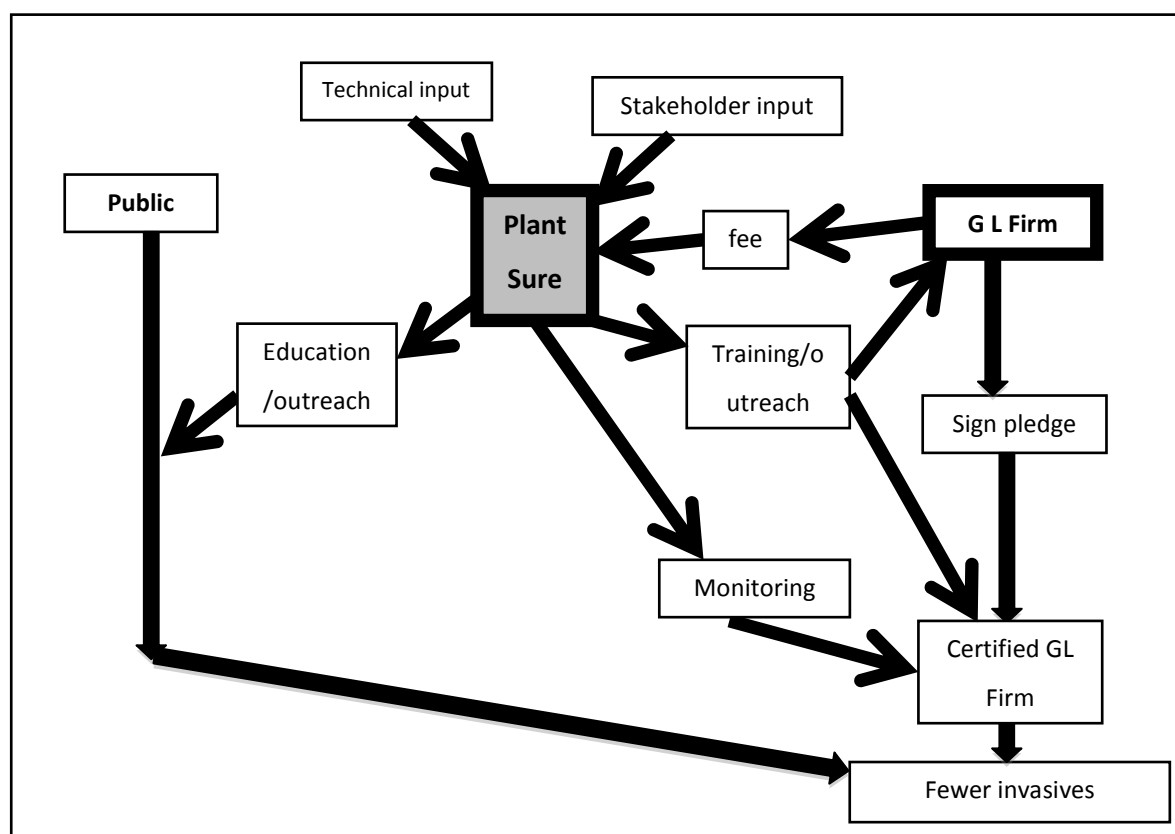 Technical input
Stakeholder input
Public
Plant
Sure
fee
G L Firm
Education
/outreach
Training/o
utreach
Sign pledge
Monitoring
Certified GL
Firm
Fewer invasives